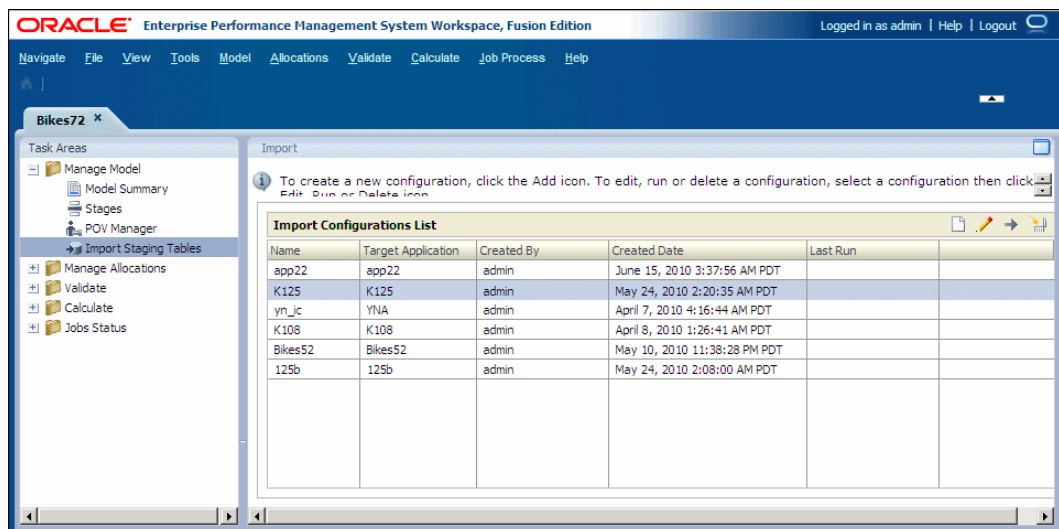 ORACLE Enterprise Performance Management System Workspace, Fusion Edition Logged in as admin | Help | Logout
Navigate File View Tools Model Allocations Validate Calculate Job Process Help
Bikes72
Task Areas
Manage Model
Model Summary
Stages
POV Manager
Import Staging Tables
Manage Allocations
Validate
Calculate
Jobs Status
Import
To create a new configuration, click the Add icon. To edit, run or delete a configuration, select a configuration then click
Edit, Run or Delete icon
Import Configurations List
Name Target Application Created By Created Date Last Run
app22 app22 admin June 15, 2010 3:37:56 AM PDT
K125 K125 admin May 24, 2010 2:20:35 AM PDT
yn_ic YNA admin April 7, 2010 4:16:44 AM PDT
K108 K108 admin April 8, 2010 1:26:41 AM PDT
Bikes52 Bikes52 admin May 10, 2010 11:38:28 PM PDT
125b 125b admin May 24, 2010 2:08:00 AM PDT